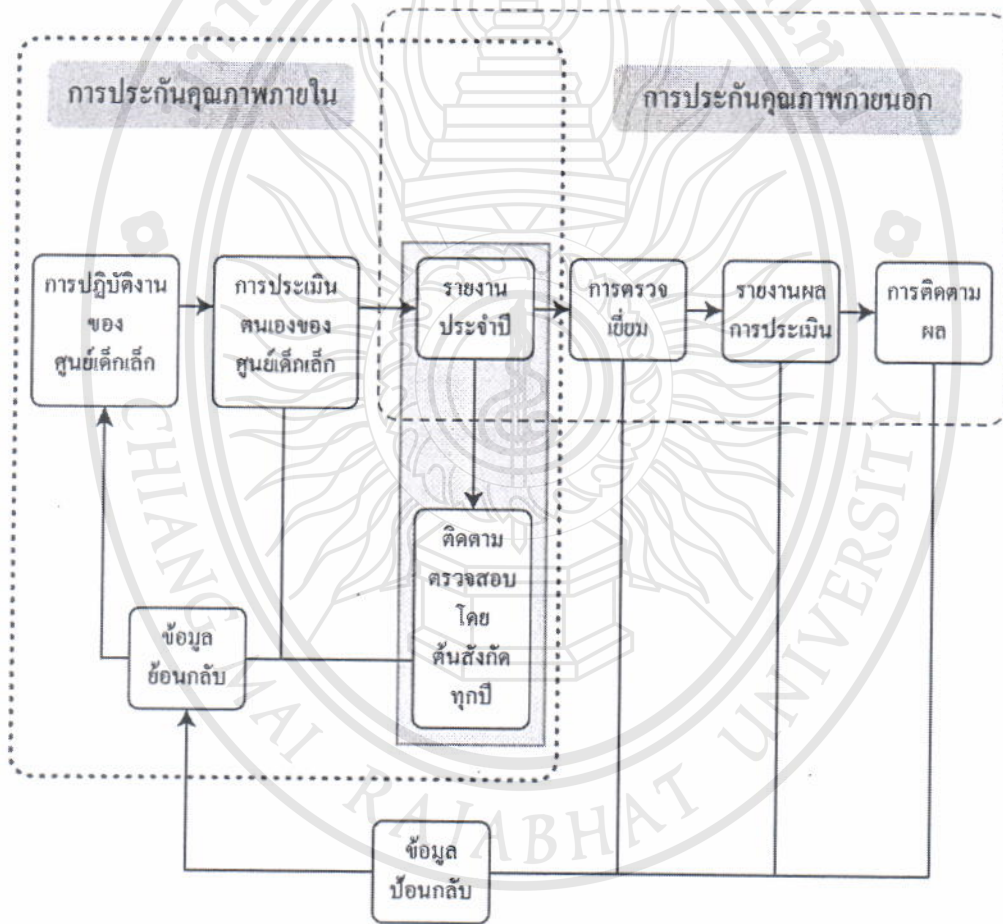 การประกันคุณภาพภายใน
การประกันคุณภาพภายนอก
การปฏิบัติงาน
ของ
ศูนย์เด็กเล็ก
การประเมิน
ตนเองของ
ศูนย์เด็กเล็ก
รายงาน
ประจำปี
การตรวจ
เยี่ยม
รายงานผล
การประเมิน
การติดตาม
ผล
ติดตาม
ตรวจสอบ
โดย
ต้นสังกัด
ทุกปี
ข้อมูล
ย้อนกลับ
ข้อมูล
ป้อนกลับ
CHIANG MAI RAJABHAT UNIVERSITY